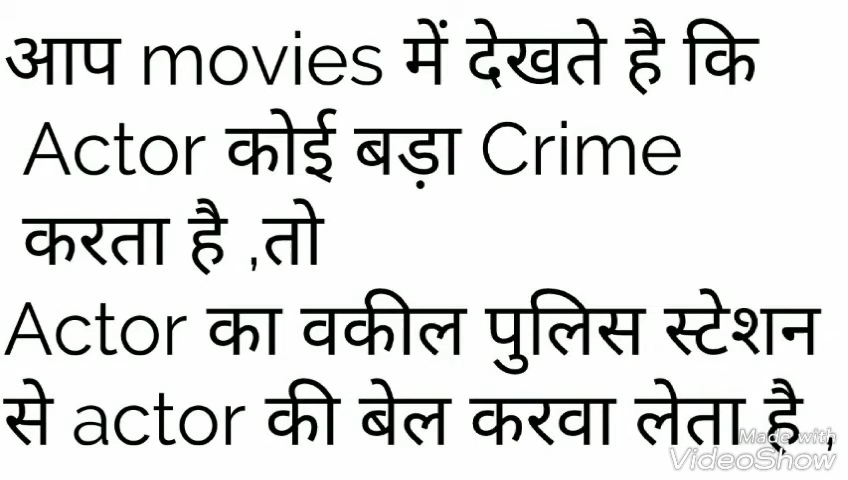 आप movies में देखते है कि
Actor कोई बड़ा Crime
करता है ,तो
Actor का वकील पुलिस स्टेशन
से actor की बेल करवा लेता है ,
Made with
VideoShow